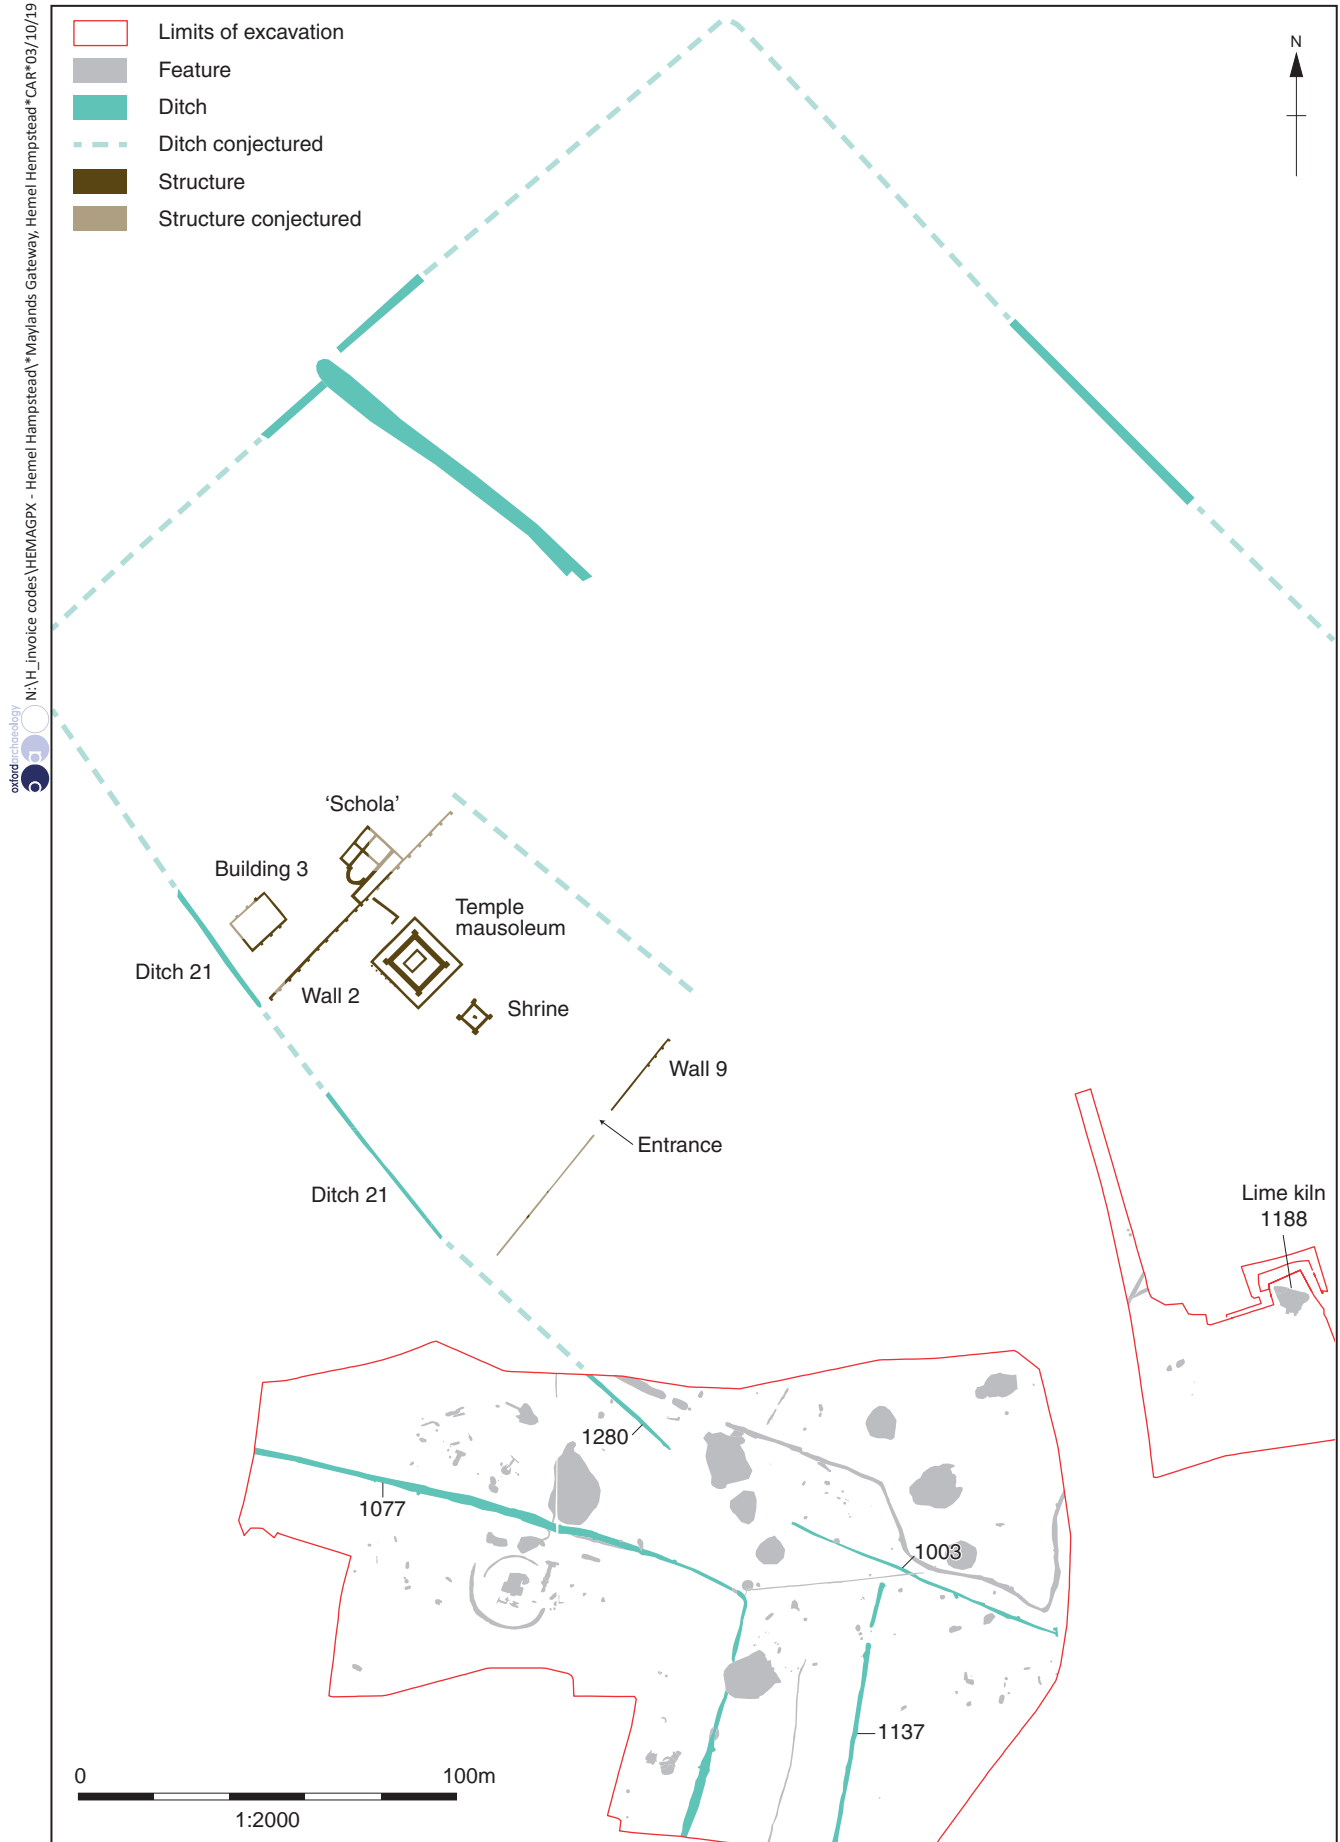 N:\H_invoice codes\HEMAGPX - Hemel Hampstead\*Maylands Gateway, Hemel Hempstead*CAR*03/10/19
oxfordarchaeology
Limits of excavation
Feature
Ditch
Ditch conjectured
Structure
Structure conjectured
N
‘Schola’
Building 3
Temple
mausoleum
Ditch 21
Wall 2
Shrine
Wall 9
Entrance
Ditch 21
Lime kiln
1188
1280
1077
1003
1137
0
100m
1:2000